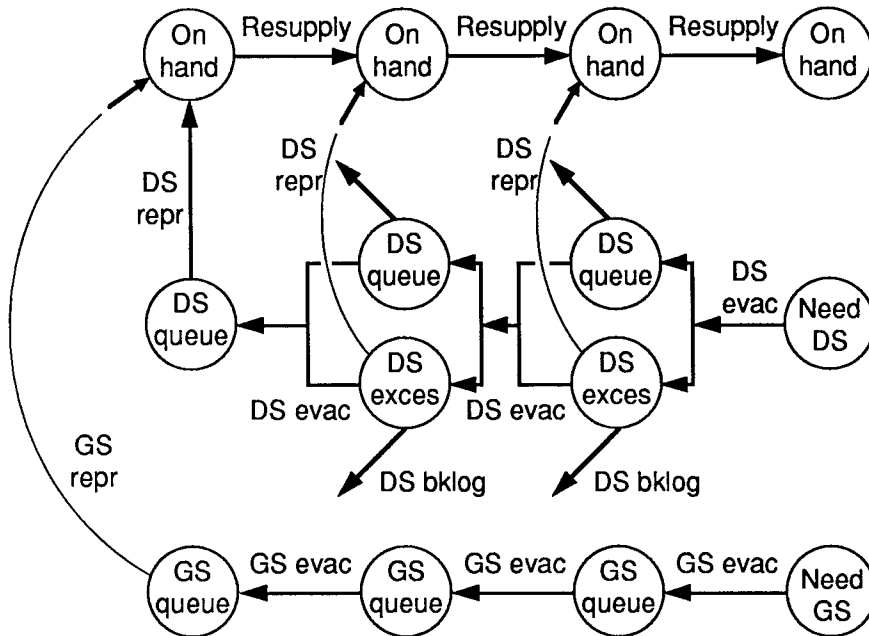 On
hand
Resupply
On
hand
Resupply
On
hand
Resupply
On
hand
DS
repr
DS
repr
DS
repr
DS
queue
DS
queue
DS
queue
DS
evac
Need
DS
DS
exces
DS
exces
DS evac
DS evac
DS bklog
DS bklog
GS
repr
GS
queue
GS evac
GS
queue
GS evac
GS
queue
GS evac
Need
GS